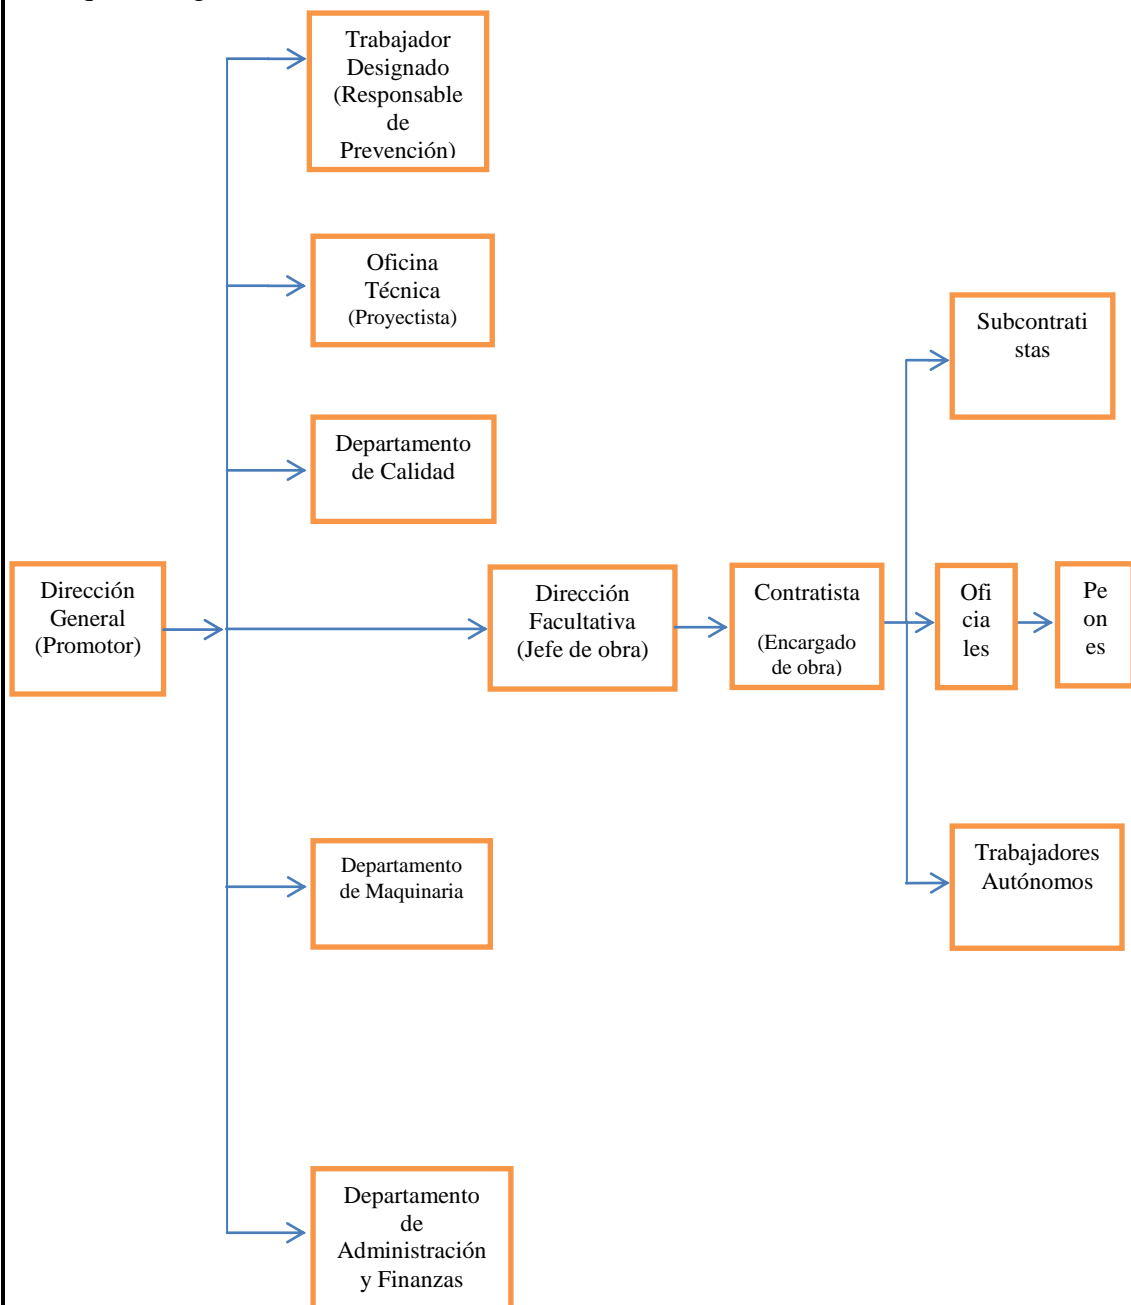 Trabajador
Designado
(Responsable
de
Prevención)
Oficina
Técnica
(Proyectista)
Departamento
de Calidad
Dirección
General
(Promotor)
Dirección
Facultativa
(Jefe de obra)
Contratista
(Encargado
de obra)
Subcontrati
stas
Ofi
cia
les
Pe
on
es
Trabajadores
Autónomos
Departamento
de Maquinaria
Departamento
de
Administración
y Finanzas